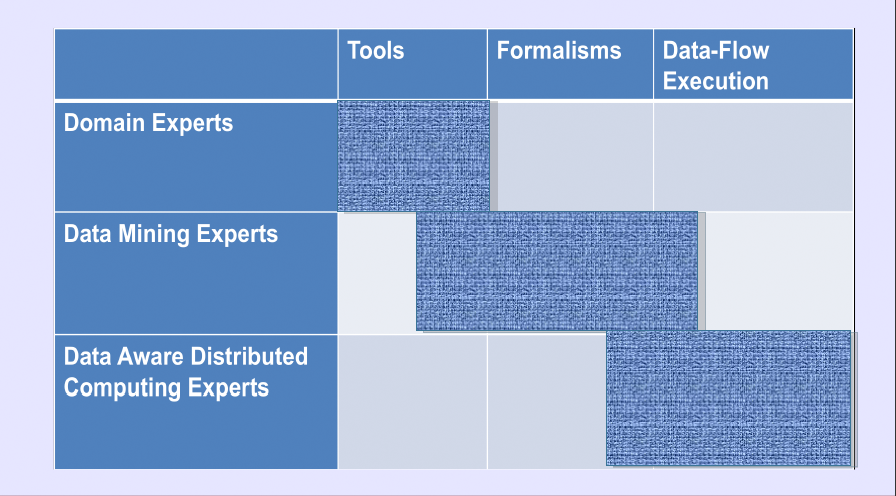 Tools
Formalisms
Data-Flow
Execution
Domain Experts
Data Mining Experts
Data Aware Distributed
Computing Experts